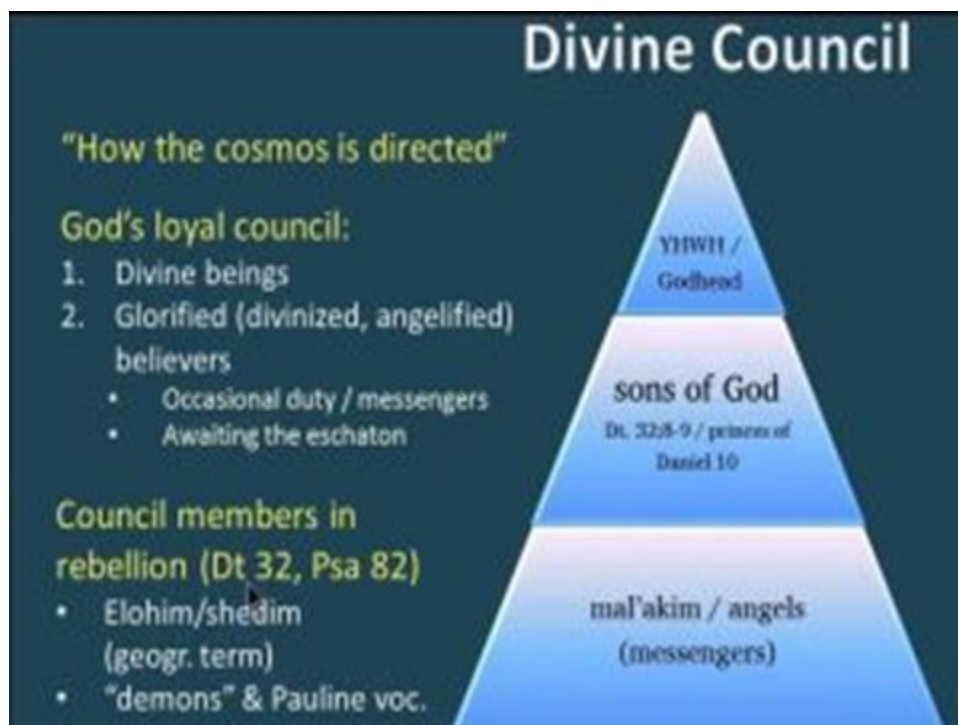 Divine Council
“How the cosmos is directed”
God’s loyal council:
1. Divine beings
2. Glorified (divinized, angelified)
believers
• Occasional duty / messengers
• Awaiting the eschaton
Council members in
rebellion (Dt 32, Psa 82)
• Elohim/shedim
(geogr. term)
• “demons” & Pauline voc.
YHWH /
Godhead
sons of God
Dt. 32:8-9 / princes of
Daniel 10
mal’akim / angels
(messengers)